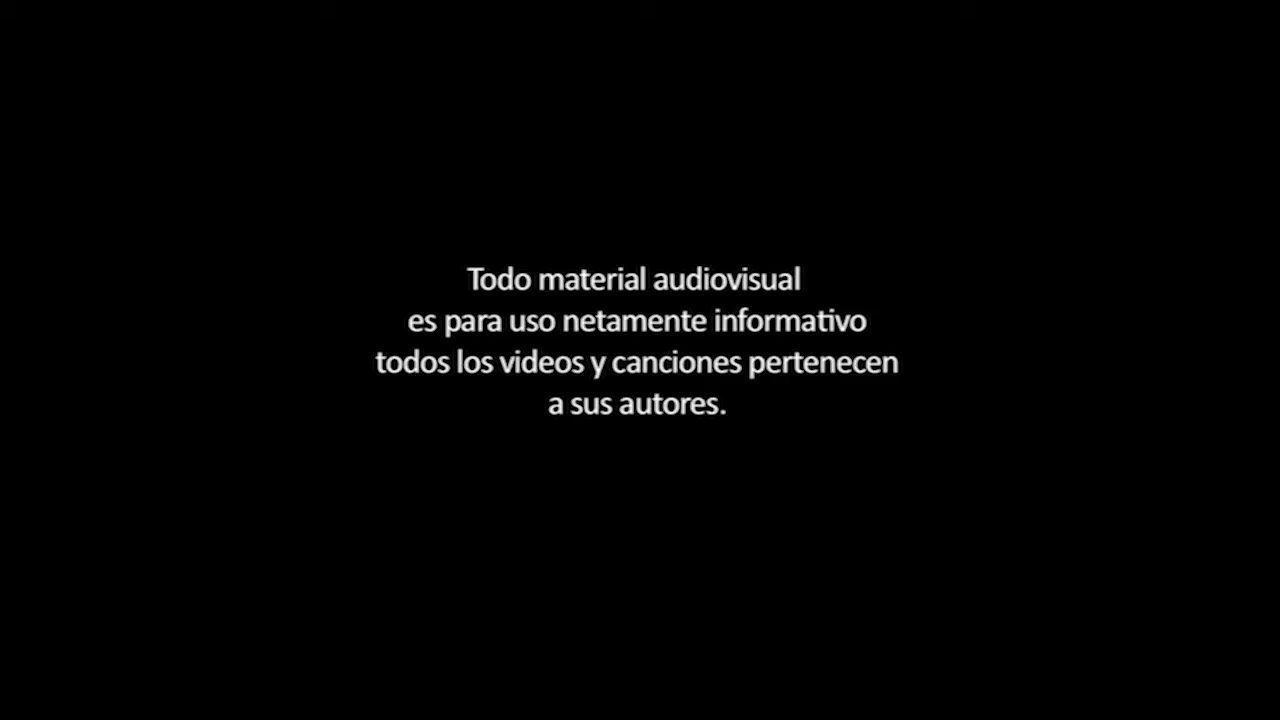 Todo material audiovisual
es para uso netamente informativo
todos los videos y canciones pertenecen
a sus autores.